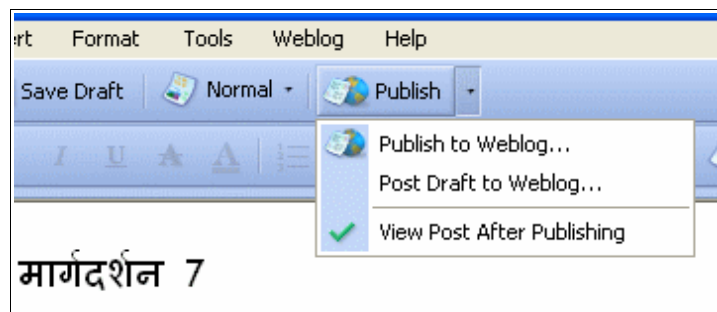 Format Tools Weblog Help
Save Draft Normal Publish
I U A A
Publish to Weblog...
Post Draft to Weblog...
View Post After Publishing
मार्गदर्शन 7